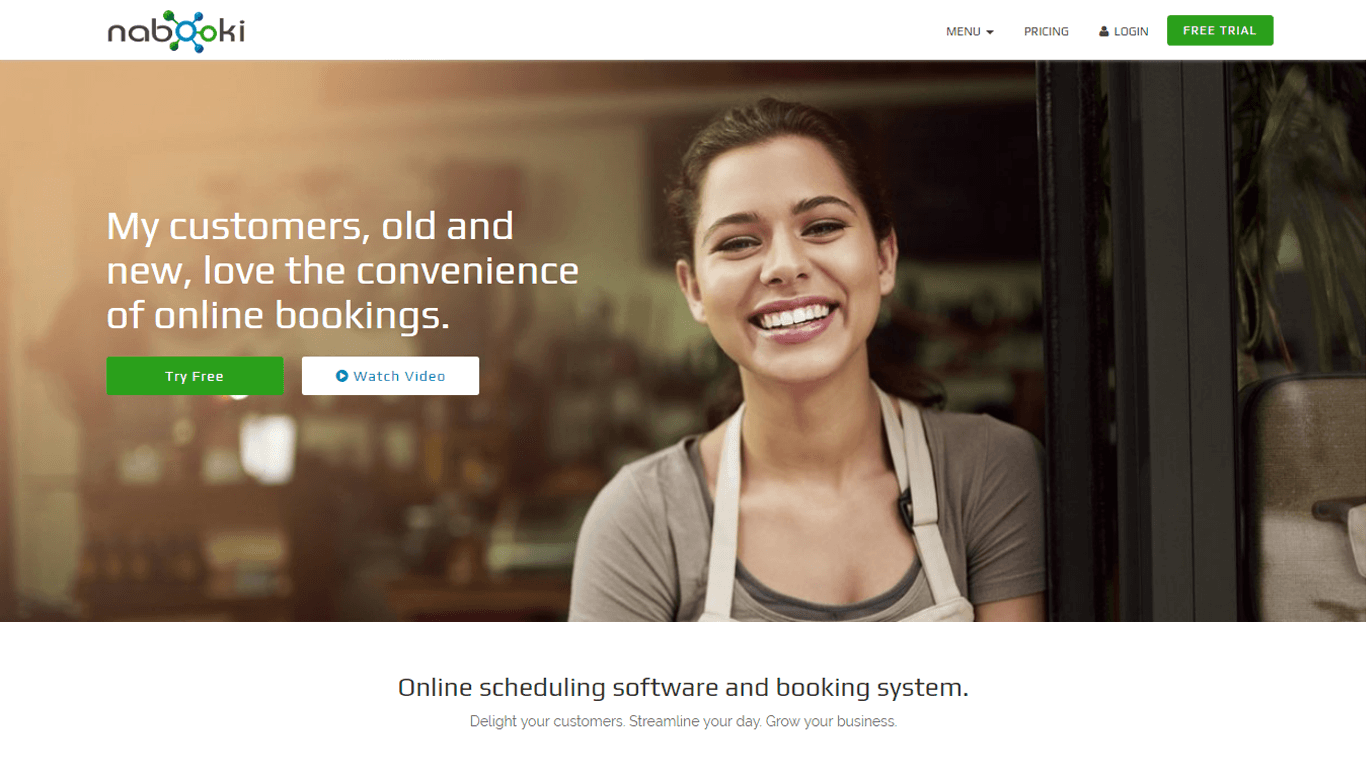 nabooki
MENU
PRICING
LOGIN
FREE TRIAL
My customers, old and
new, love the convenience
of online bookings.
Try Free
Watch Video
Online scheduling software and booking system.
Delight your customers. Streamline your day. Grow your business.